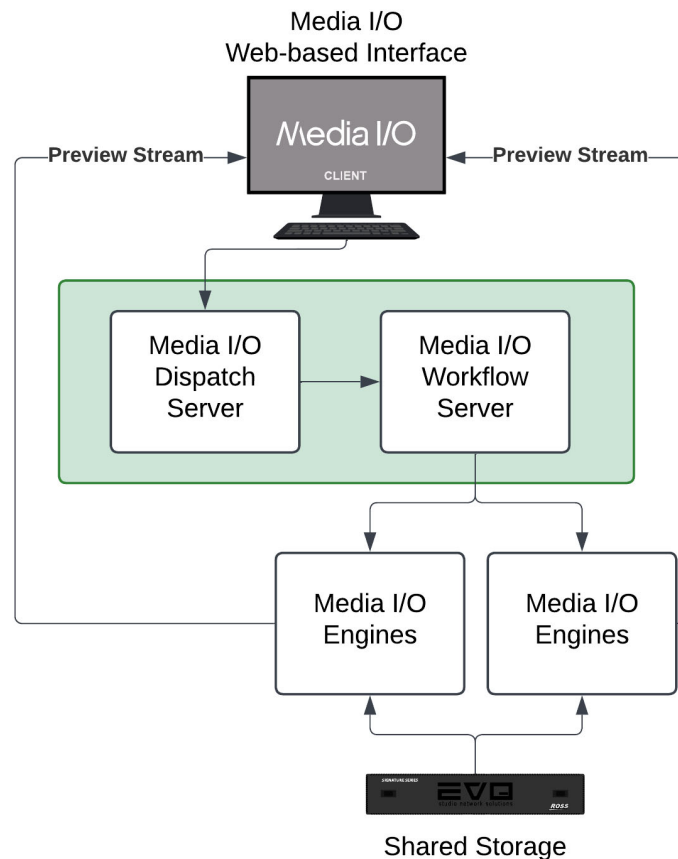 Media I/O
Web-based Interface
Media I/O
CLIENT
Preview Stream
Preview Stream
Media I/O
Dispatch
Server
Media I/O
Workflow
Server
Media I/O
Engines
Media I/O
Engines
SIGNATURE SERIES
EVO
studio network solutions
ROSS
Shared Storage